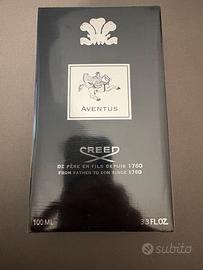 AVENTUS
CREED
DE PÈRE EN FILS DEPUIS 1760
FROM FATHER TO SON SINCE 1760
100 ML
3.3 FL.OZ.
subito